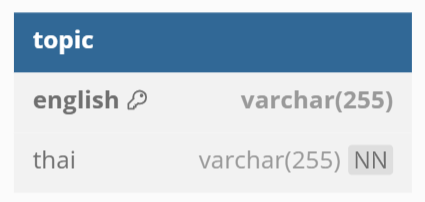 topic
english varchar(255)
thai varchar(255) NN